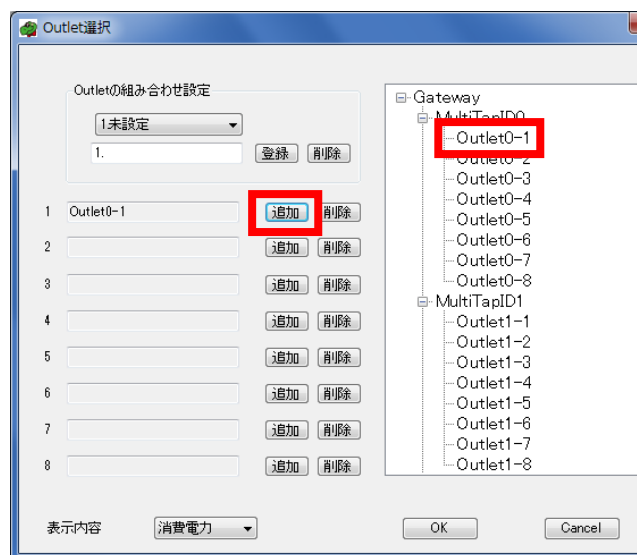 Outlet選択
Outletの組み合わせ設定
1.未設定
1. 登録 削除
1 Outlet0-1 追加 削除
2 追加 削除
3 追加 削除
4 追加 削除
5 追加 削除
6 追加 削除
7 追加 削除
8 追加 削除
表示内容 消費電力
Gateway
MultiTapID0
Outlet0-1
Outlet0-2
Outlet0-3
Outlet0-4
Outlet0-5
Outlet0-6
Outlet0-7
Outlet0-8
MultiTapID1
Outlet1-1
Outlet1-2
Outlet1-3
Outlet1-4
Outlet1-5
Outlet1-6
Outlet1-7
Outlet1-8
OK Cancel